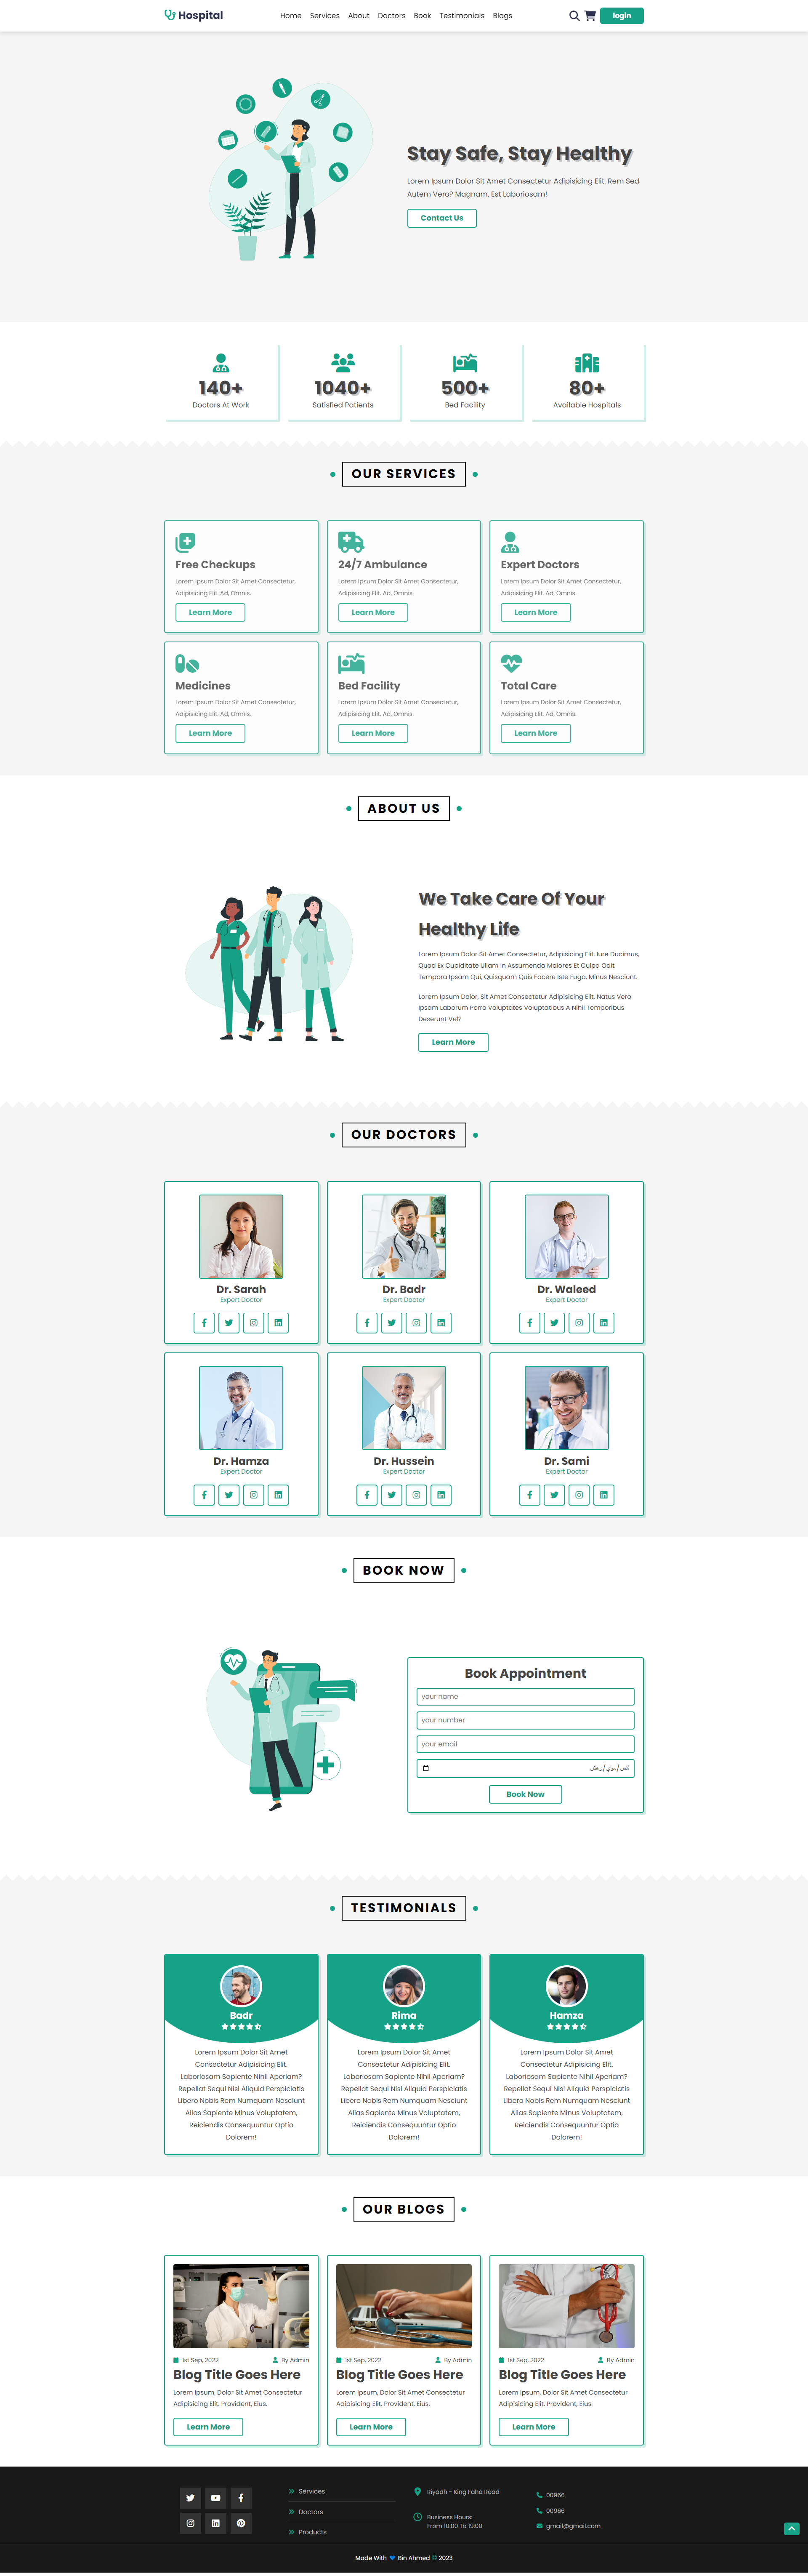 Hospital
Home Services About Doctors Book Testimonials Blogs
login
Stay Safe, Stay Healthy
Lorem Ipsum Dolor Sit Amet Consectetur Adipisicing Elit. Rem Sed
Autem Vero? Magnam, Est Laboriosam!
Contact Us
140+
Doctors At Work
1040+
Satisfied Patients
500+
Bed Facility
80+
Available Hospitals
OUR SERVICES
Free Checkups
Lorem Ipsum Dolor Sit Amet Consectetur,
Adipisicing Elit. Ad, Omnis.
Learn More
24/7 Ambulance
Lorem Ipsum Dolor Sit Amet Consectetur,
Adipisicing Elit. Ad, Omnis.
Learn More
Expert Doctors
Lorem Ipsum Dolor Sit Amet Consectetur,
Adipisicing Elit. Ad, Omnis.
Learn More
Medicines
Lorem Ipsum Dolor Sit Amet Consectetur,
Adipisicing Elit. Ad, Omnis.
Learn More
Bed Facility
Lorem Ipsum Dolor Sit Amet Consectetur,
Adipisicing Elit. Ad, Omnis.
Learn More
Total Care
Lorem Ipsum Dolor Sit Amet Consectetur,
Adipisicing Elit. Ad, Omnis.
Learn More
ABOUT US
We Take Care Of Your
Healthy Life
Lorem Ipsum Dolor Sit Amet Consectetur, Adipisicing Elit. Iure Ducimus,
Quod Ex Cupiditate Ullam In Assumenda Maiores Et Culpa Odit
Tempora Ipsam Qui, Quisquam Quis Facere Iste Fuga, Minus Nesciunt.
Lorem Ipsum Dolor, Sit Amet Consectetur Adipisicing Elit. Natus Vero
Ipsam Laborum Porro Voluptates Voluptatibus A Nihil Temporibus
Deserunt Vel?
Learn More
OUR DOCTORS
Dr. Sarah
Expert Doctor
Dr. Badr
Expert Doctor
Dr. Waleed
Expert Doctor
Dr. Hamza
Expert Doctor
Dr. Hussein
Expert Doctor
Dr. Sami
Expert Doctor
BOOK NOW
Book Appointment
your name
your number
your email
Book Now
TESTIMONIALS
Badr
Lorem Ipsum Dolor Sit Amet
Consectetur Adipisicing Elit.
Laboriosam Sapiente Nihil Aperiam?
Repellat Sequi Nisi Aliquid Perspiciatis
Libero Nobis Rem Numquam Nesciunt
Alias Sapiente Minus Voluptatem,
Reiciendis Consequuntur Optio
Dolorem!
Rima
Lorem Ipsum Dolor Sit Amet
Consectetur Adipisicing Elit.
Laboriosam Sapiente Nihil Aperiam?
Repellat Sequi Nisi Aliquid Perspiciatis
Libero Nobis Rem Numquam Nesciunt
Alias Sapiente Minus Voluptatem,
Reiciendis Consequuntur Optio
Dolorem!
Hamza
Lorem Ipsum Dolor Sit Amet
Consectetur Adipisicing Elit.
Laboriosam Sapiente Nihil Aperiam?
Repellat Sequi Nisi Aliquid Perspiciatis
Libero Nobis Rem Numquam Nesciunt
Alias Sapiente Minus Voluptatem,
Reiciendis Consequuntur Optio
Dolorem!
OUR BLOGS
1st Sep, 2022 By Admin
Blog Title Goes Here
Lorem Ipsum, Dolor Sit Amet Consectetur
Adipisicing Elit. Provident, Eius.
Learn More
1st Sep, 2022 By Admin
Blog Title Goes Here
Lorem Ipsum, Dolor Sit Amet Consectetur
Adipisicing Elit. Provident, Eius.
Learn More
1st Sep, 2022 By Admin
Blog Title Goes Here
Lorem Ipsum, Dolor Sit Amet Consectetur
Adipisicing Elit. Provident, Eius.
Learn More
Services
Doctors
Products
Riyadh - King Fahd Road
Business Hours:
From 10:00 To 19:00
00966
00966
gmail@gmail.com
Made With Bin Ahmed © 2023